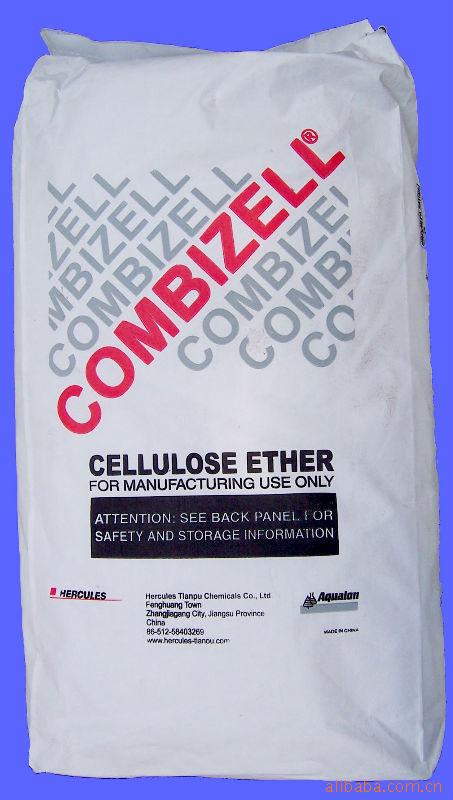 COMBIZELL
COMBIZELL
COMBIZELL®
CELLULOSE ETHER
FOR MANUFACTURING USE ONLY
ATTENTION: SEE BACK PANEL FOR
SAFETY AND STORAGE INFORMATION
HERCULES
Hercules Tianpu Chemicals Co., Ltd
Fenghuang Town
Zhangjiagang City, Jiangsu Province
China
86-512-58403269
www.hercules-tianpu.com
Aqualon
MADE IN CHINA
alibaba.com.cn